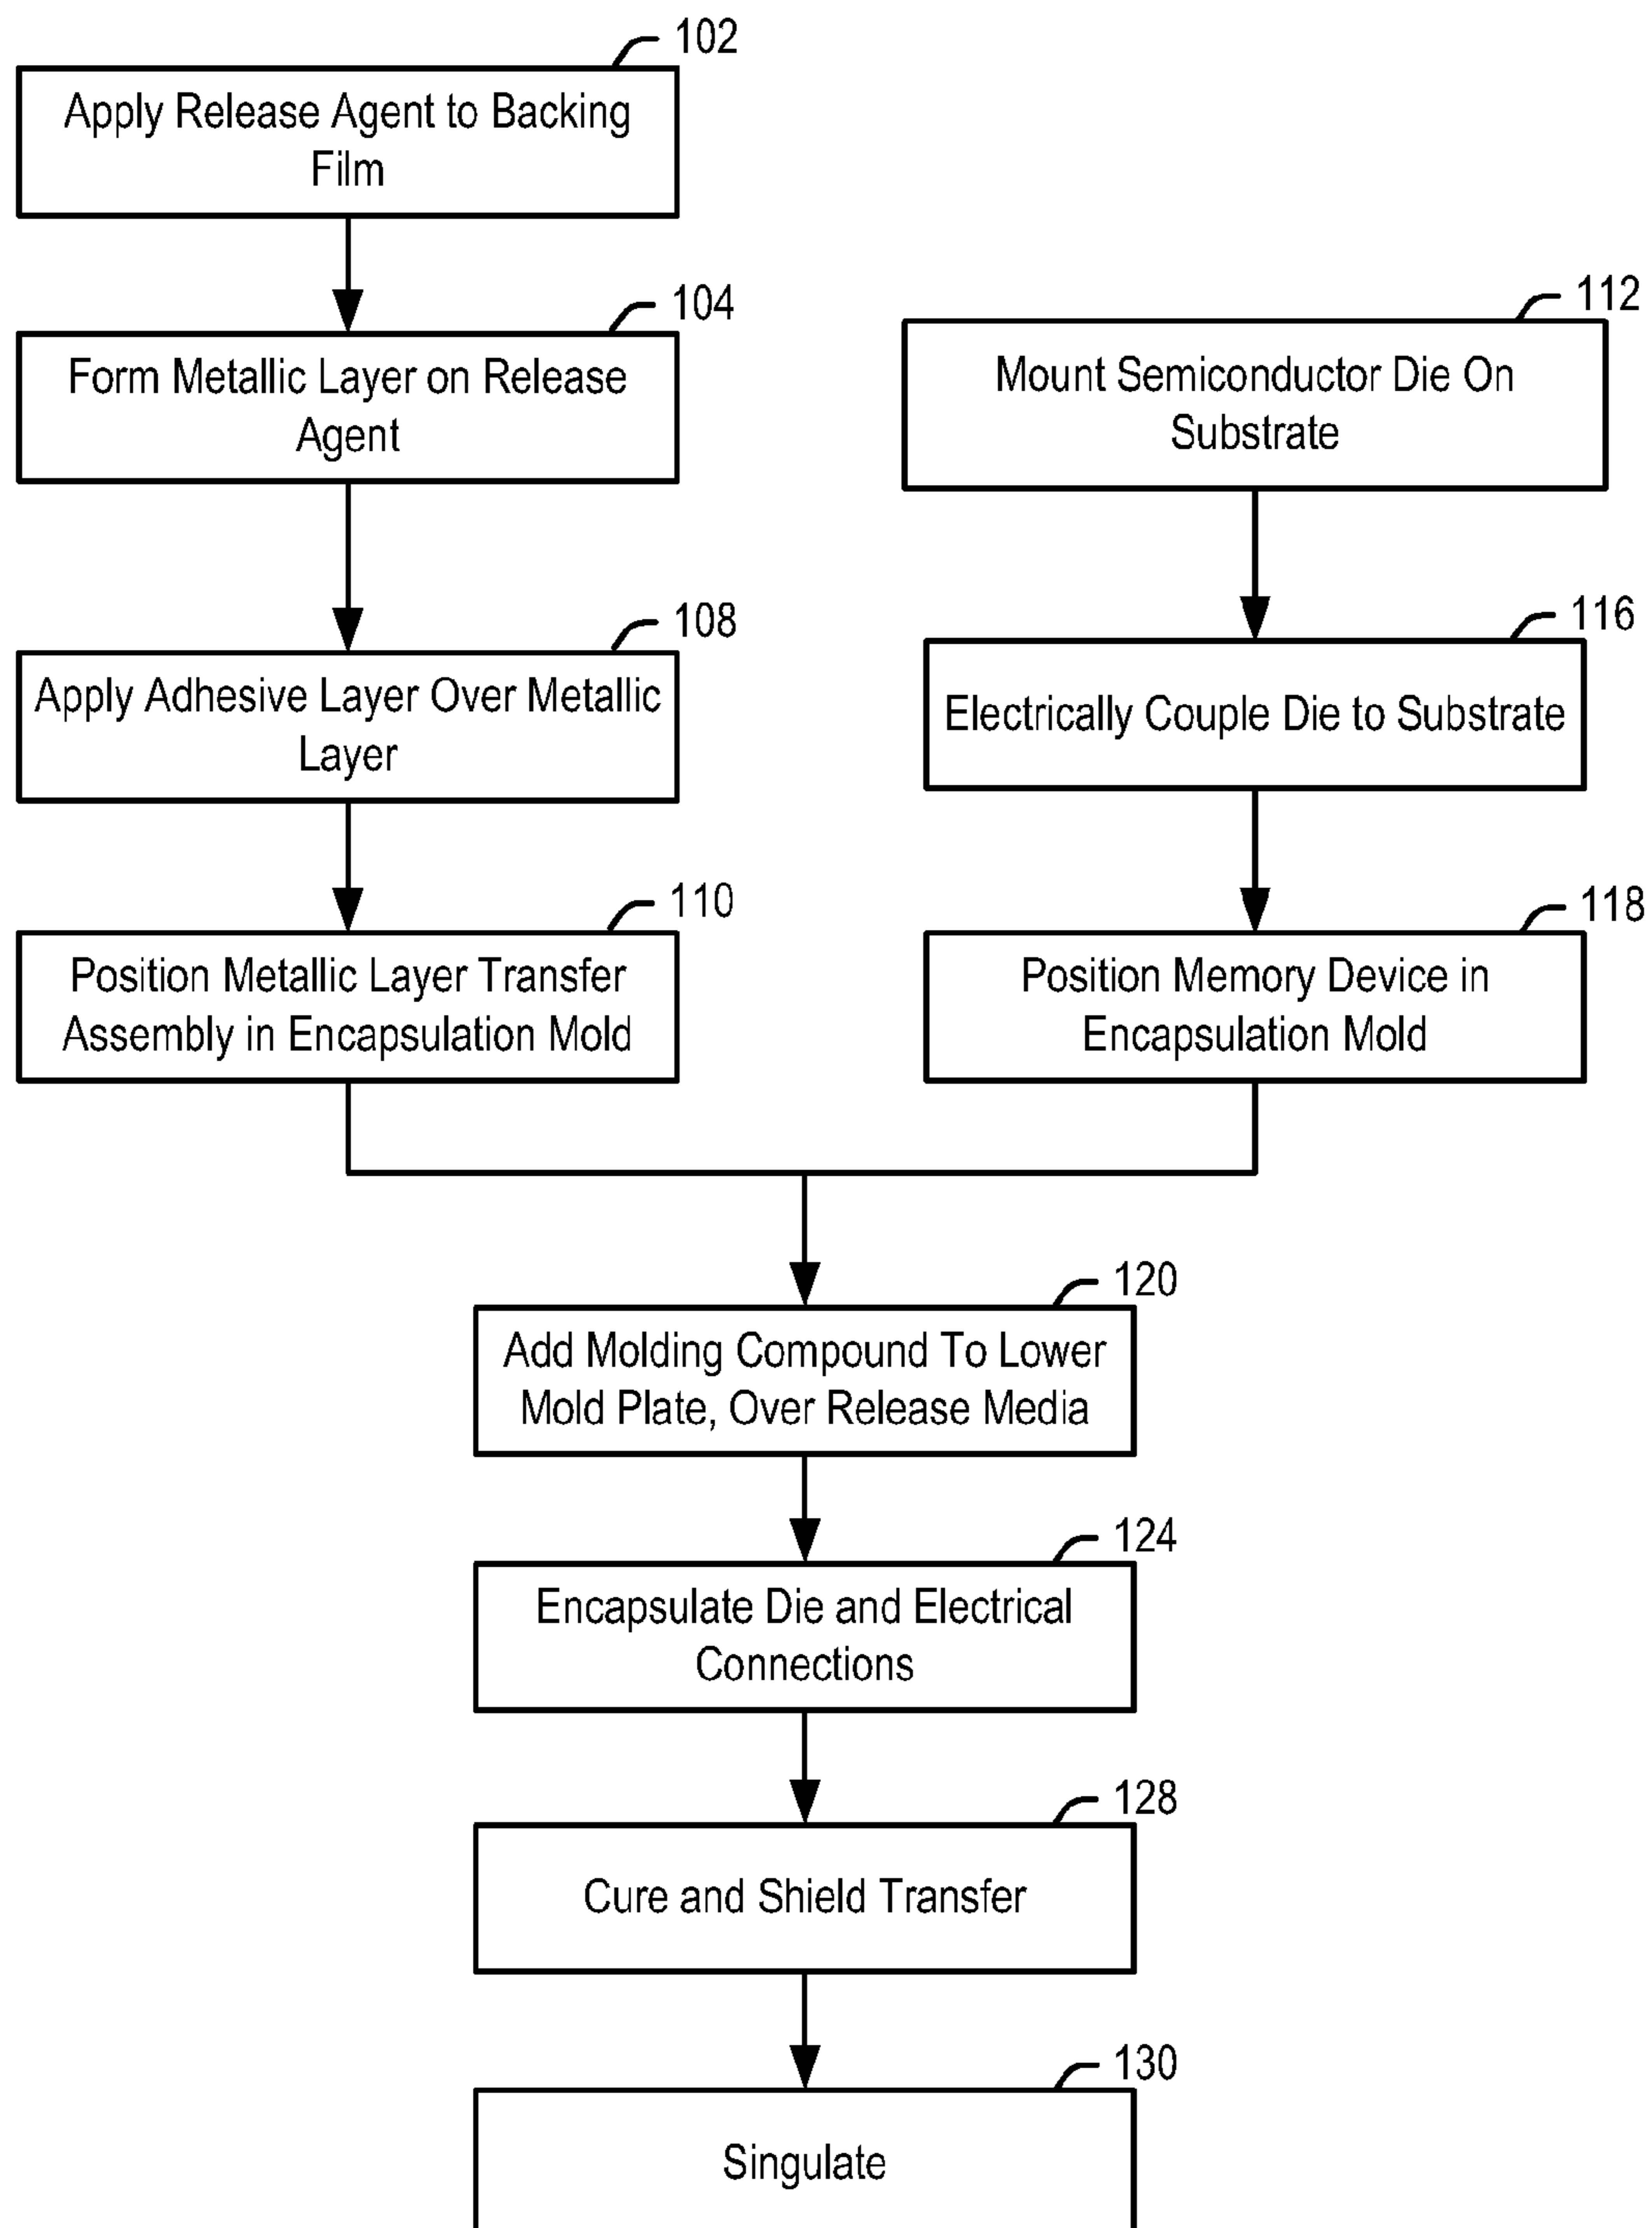 102
Apply Release Agent to Backing
Film
104
Form Metallic Layer on Release
Agent
108
Apply Adhesive Layer Over Metallic
Layer
110
Position Metallic Layer Transfer
Assembly in Encapsulation Mold
112
Mount Semiconductor Die On
Substrate
116
Electrically Couple Die to Substrate
118
Position Memory Device in
Encapsulation Mold
120
Add Molding Compound To Lower
Mold Plate, Over Release Media
124
Encapsulate Die and Electrical
Connections
128
Cure and Shield Transfer
130
Singulate